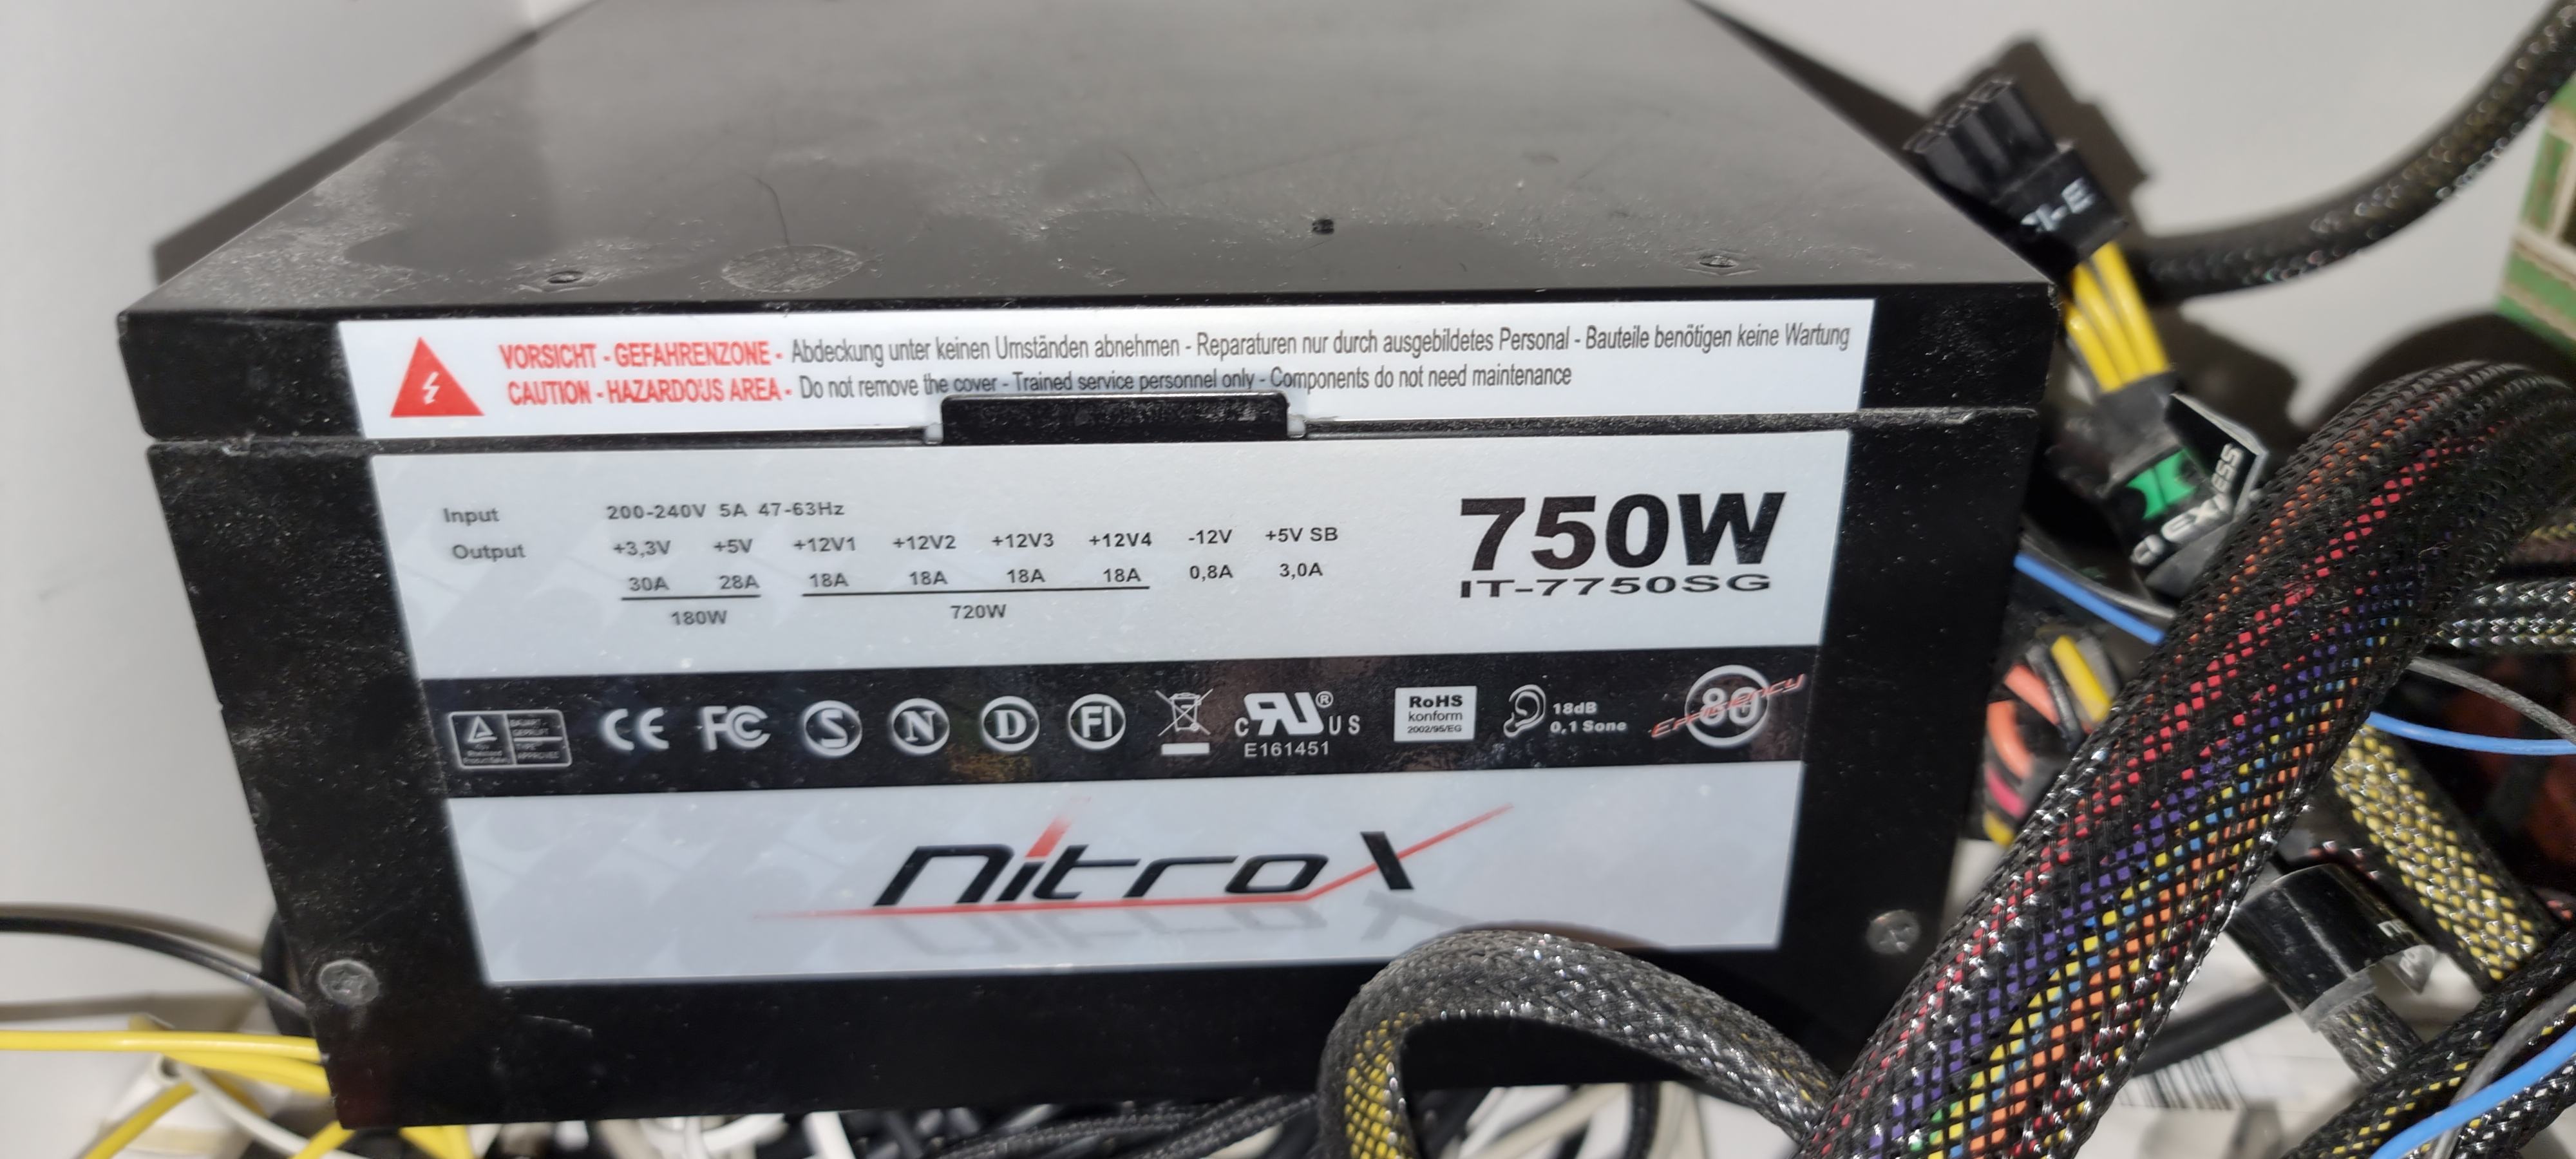 VORSICHT - GEFAHRENZONE - Abdeckung unter keinen Umständen abnehmen - Reparaturen nur durch ausgebildetes Personal - Bauteile benötigen keine Wartung
CAUTION - HAZARDOUS AREA - Do not remove the cover - Trained service personnel only - Components do not need maintenance
Input 200-240V 5A 47-63Hz
Output +3,3V +5V +12V1 +12V2 +12V3 +12V4 -12V +5V SB
30A 28A 18A 18A 18A 18A 0,8A 3,0A
180W 720W
750W
IT-7750SG
CE FC S N D FI
c RU ® US
E161451
RoHS
konform
2002/95/EG
18dB
0,1 Sone
80
nitrox
I-E